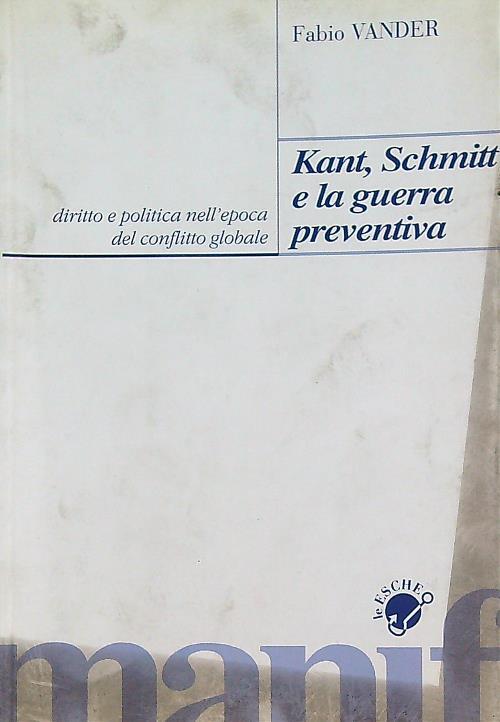 Fabio VANDER
Kant, Schmitt
e la guerra
preventiva
diritto e politica nell'epoca
del conflitto globale
le ESCHE
manif